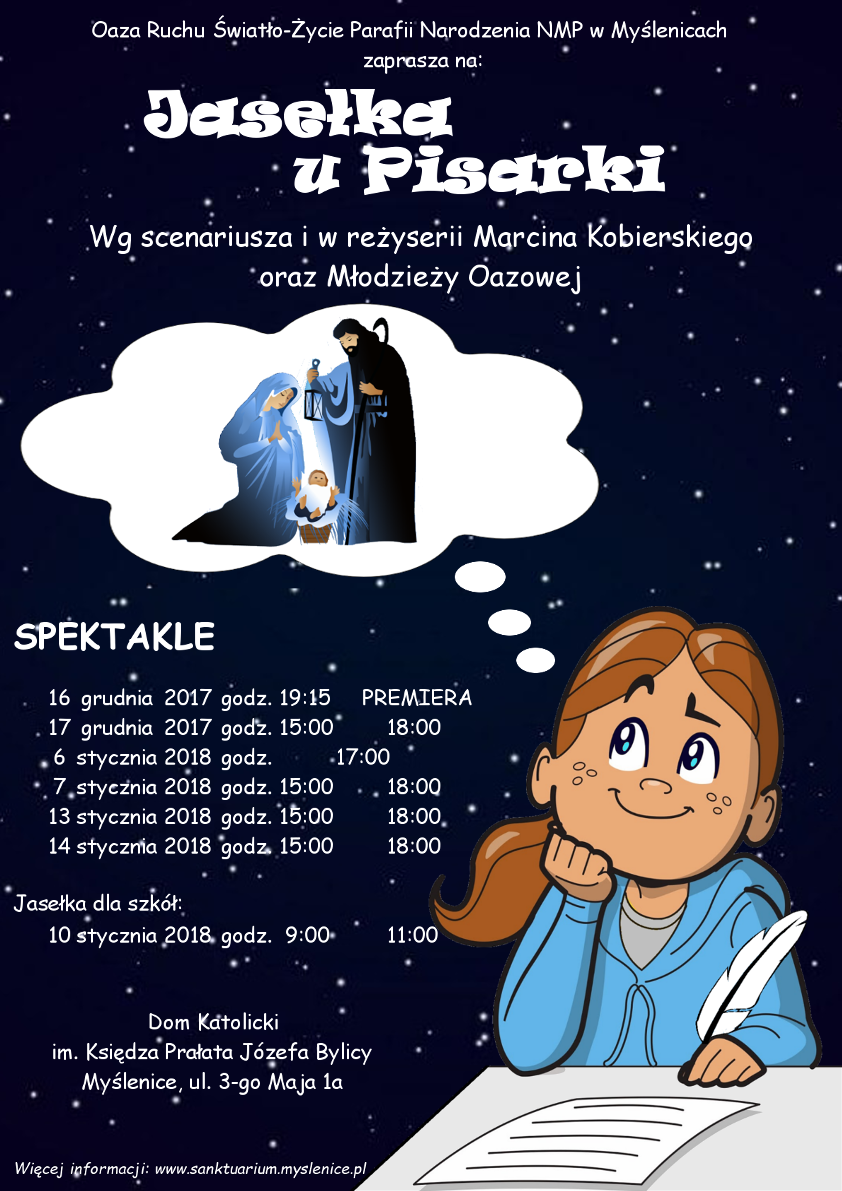 Oaza Ruchu Światło-Życie Parafii Narodzenia NMP w Myślenicach
zaprasza na:
Jasełka
u Pisarki
Wg scenariusza i w reżyserii Marcina Kobierskiego
oraz Młodzieży Oazowej
SPEKTAKLE
16 grudnia 2017 godz. 19:15 PREMIERA
17 grudnia 2017 godz. 15:00 18:00
6 stycznia 2018 godz. 17:00
7 stycznia 2018 godz. 15:00 18:00
13 stycznia 2018 godz. 15:00 18:00
14 stycznia 2018 godz. 15:00 18:00
Jasełka dla szkół:
10 stycznia 2018 godz. 9:00 11:00
Dom Katolicki
im. Księdza Prałata Józefa Bylicy
Myślenice, ul. 3-go Maja 1a
Więcej informacji: www.sanktuarium.myslenice.pl